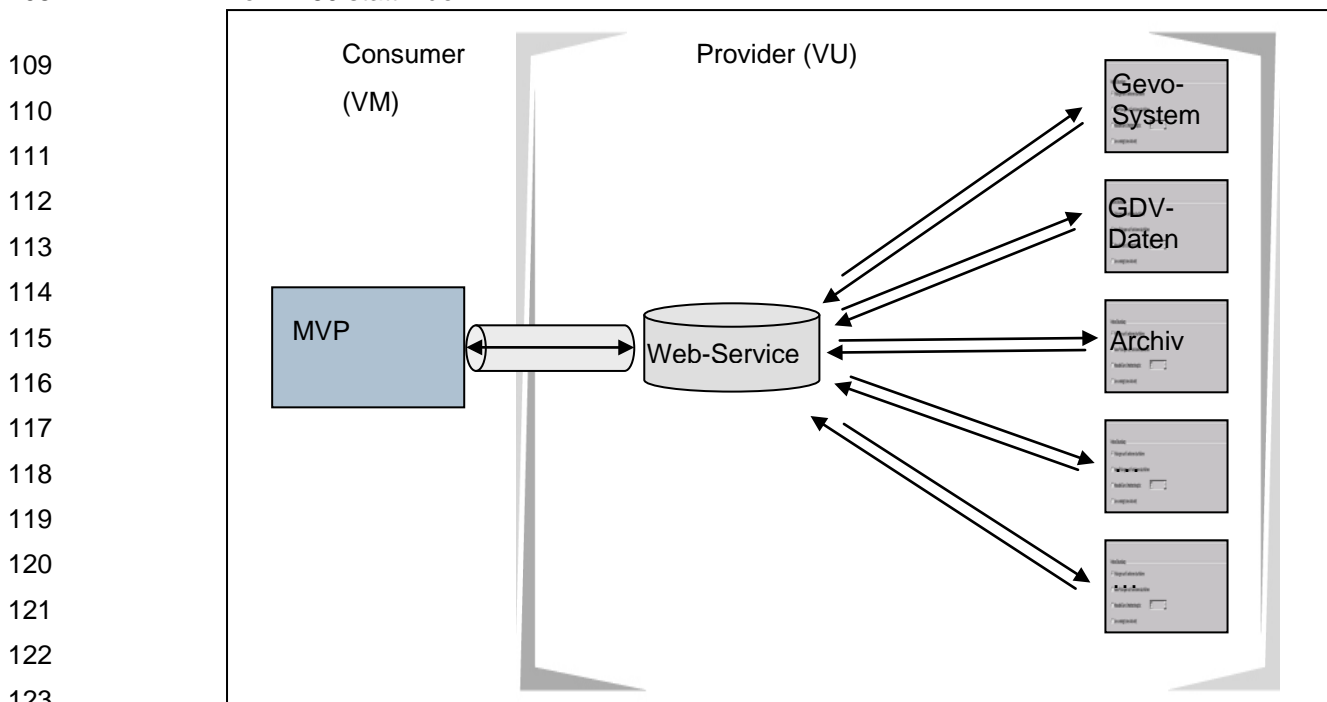 109
110
111
112
113
114
115
116
117
118
119
120
121
122
123
Consumer
(VM)
Provider (VU)
MVP
Web-Service
Gevo-
System
GDV-
Daten
Archiv
...
...